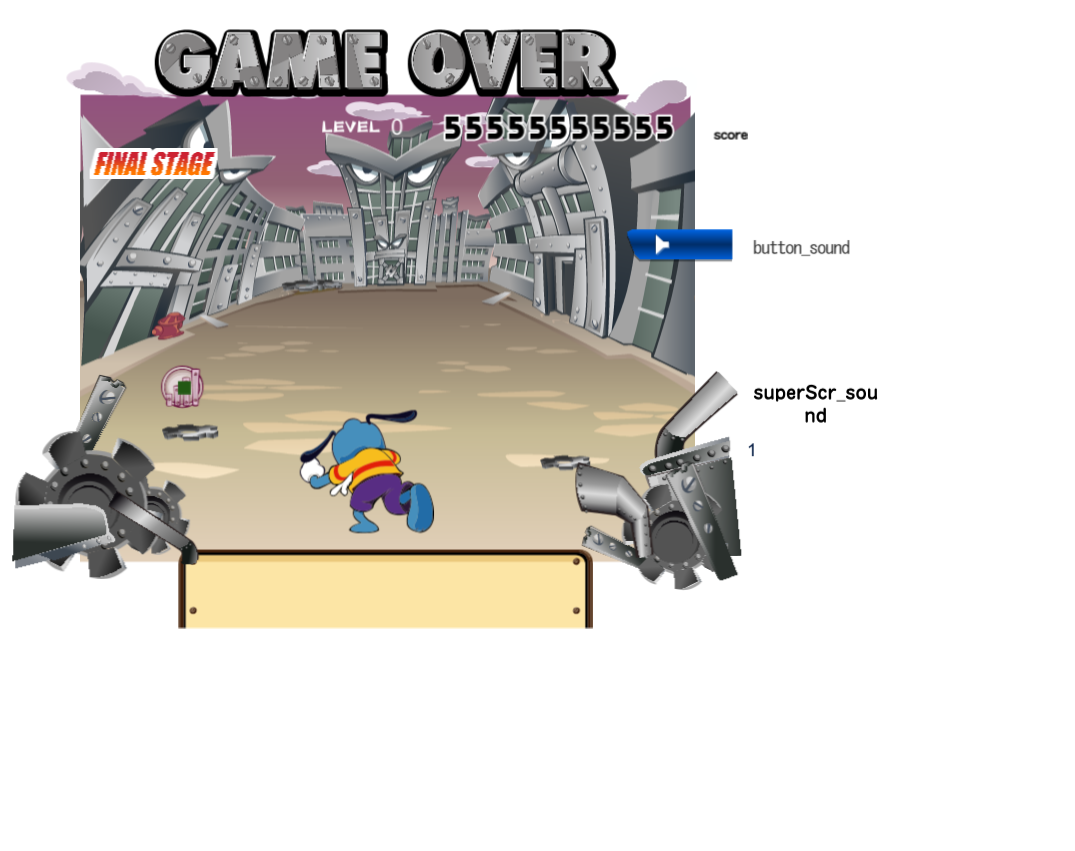 GAME OVER
LEVEL 0 55555555555
score
FINAL STAGE
button_sound
superScr_sou
nd
1